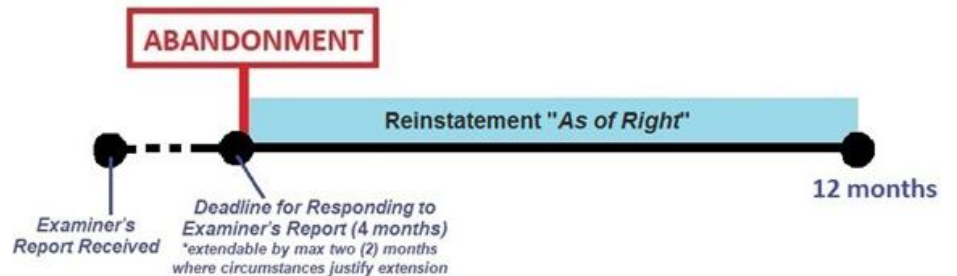 ABANDONMENT
Reinstatement "As of Right"
12 months
Examiner's
Report Received
Deadline for Responding to
Examiner's Report (4 months)
*extendable by max two (2) months
where circumstances justify extension